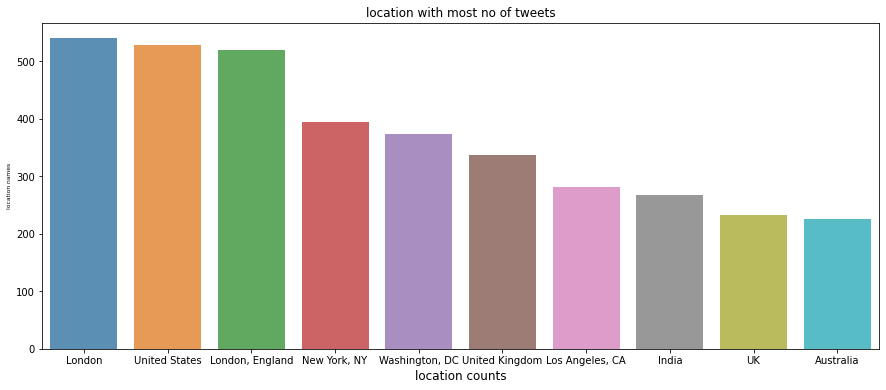 location with most no of tweets
500
400
300
200
100
0
location names
London United States London, England New York, NY Washington, DC United Kingdom Los Angeles, CA India UK Australia
location counts